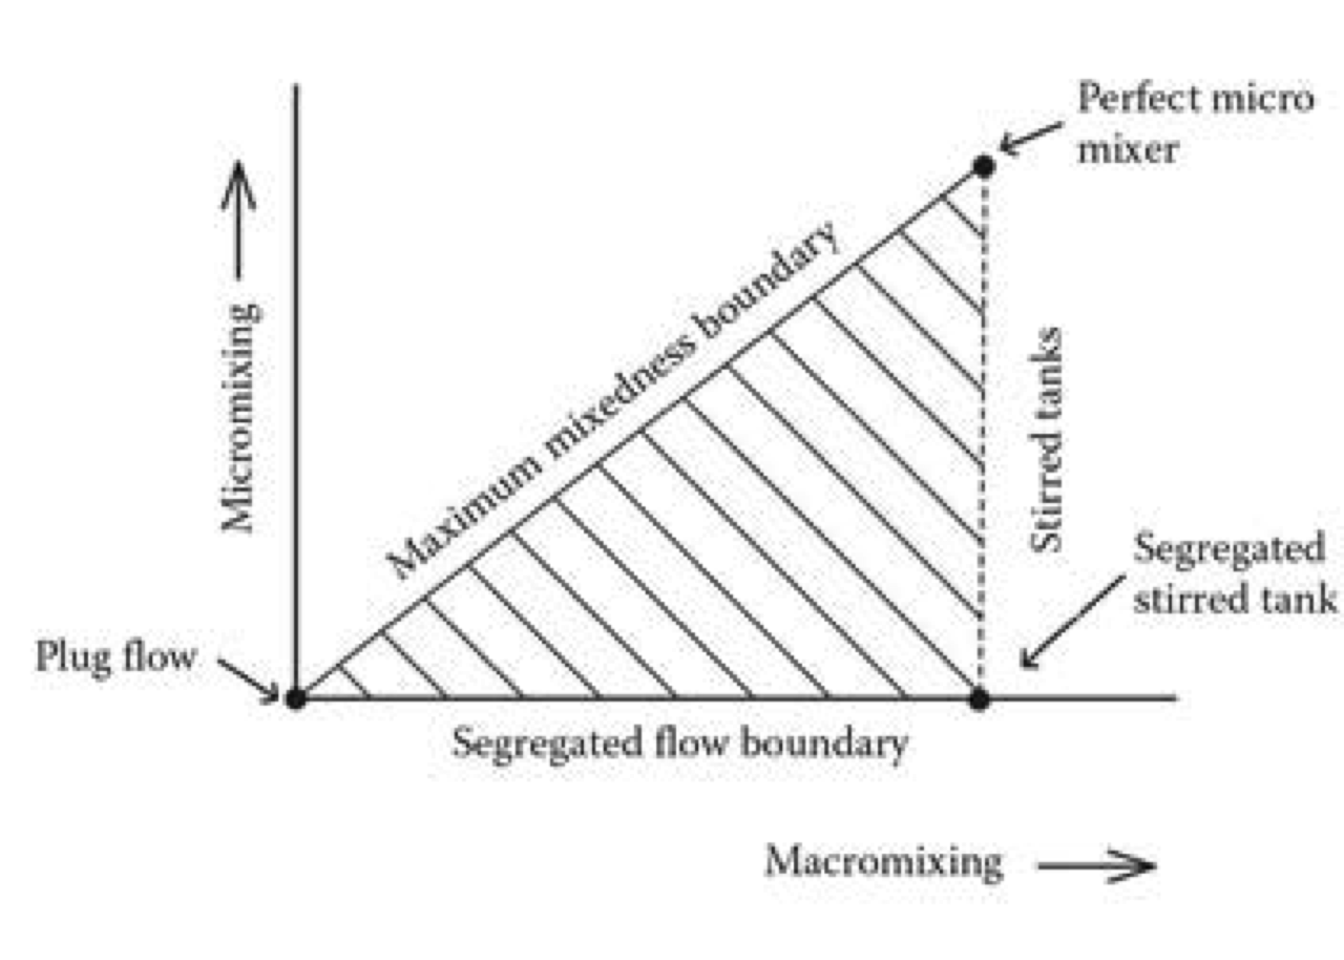 Perfect micro
mixer
Micromixing
Maximum mixedness boundary
Stirred tanks
Segregated
stirred tank
Plug flow
Segregated flow boundary
Macromixing